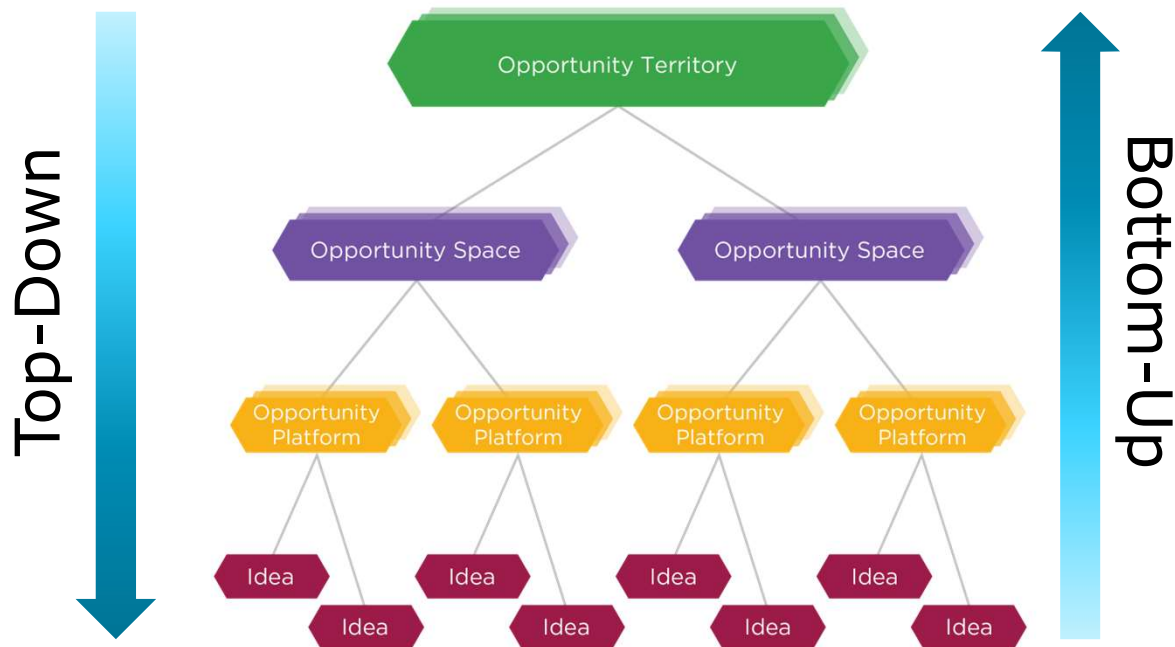 Top-Down
Opportunity Territory
Bottom-Up
Opportunity Space
Opportunity Space
Opportunity
Platform
Opportunity
Platform
Opportunity
Platform
Opportunity
Platform
Idea
Idea
Idea
Idea
Idea
Idea
Idea
Idea